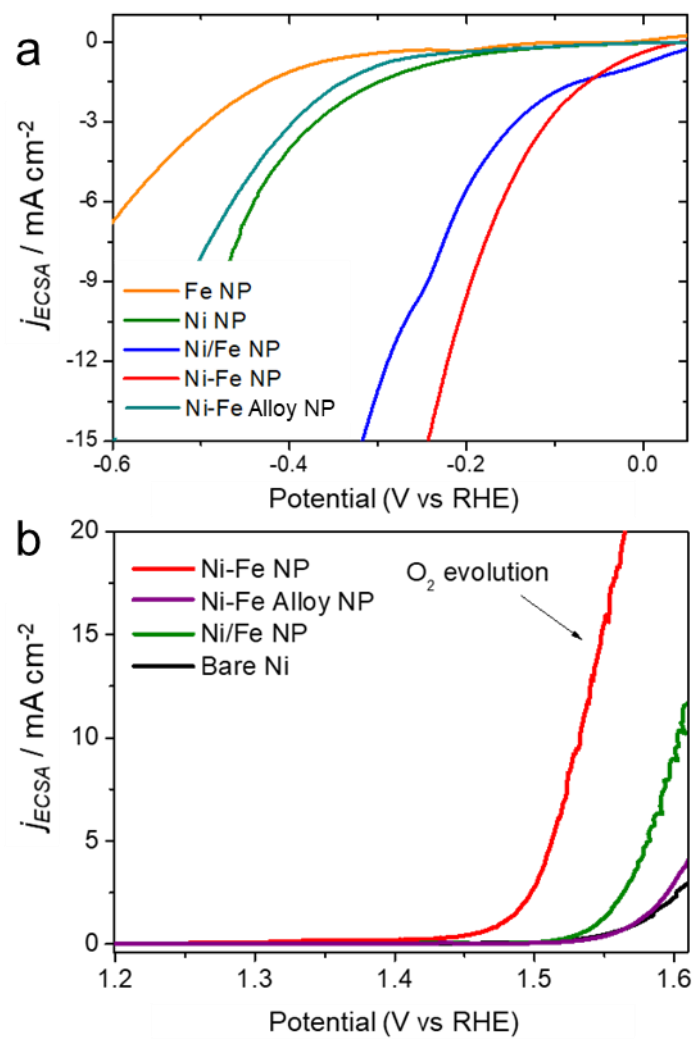 a
0
-3
-6
-9
-12
-15
j_ECSA / mA cm⁻²
Fe NP
Ni NP
Ni/Fe NP
Ni-Fe NP
Ni-Fe Alloy NP
-0.6 -0.4 -0.2 0.0
Potential (V vs RHE)
b
20
15
10
5
0
j_ECSA / mA cm⁻²
Ni-Fe NP
Ni-Fe Alloy NP
Ni/Fe NP
Bare Ni
O₂ evolution
1.2 1.3 1.4 1.5 1.6
Potential (V vs RHE)